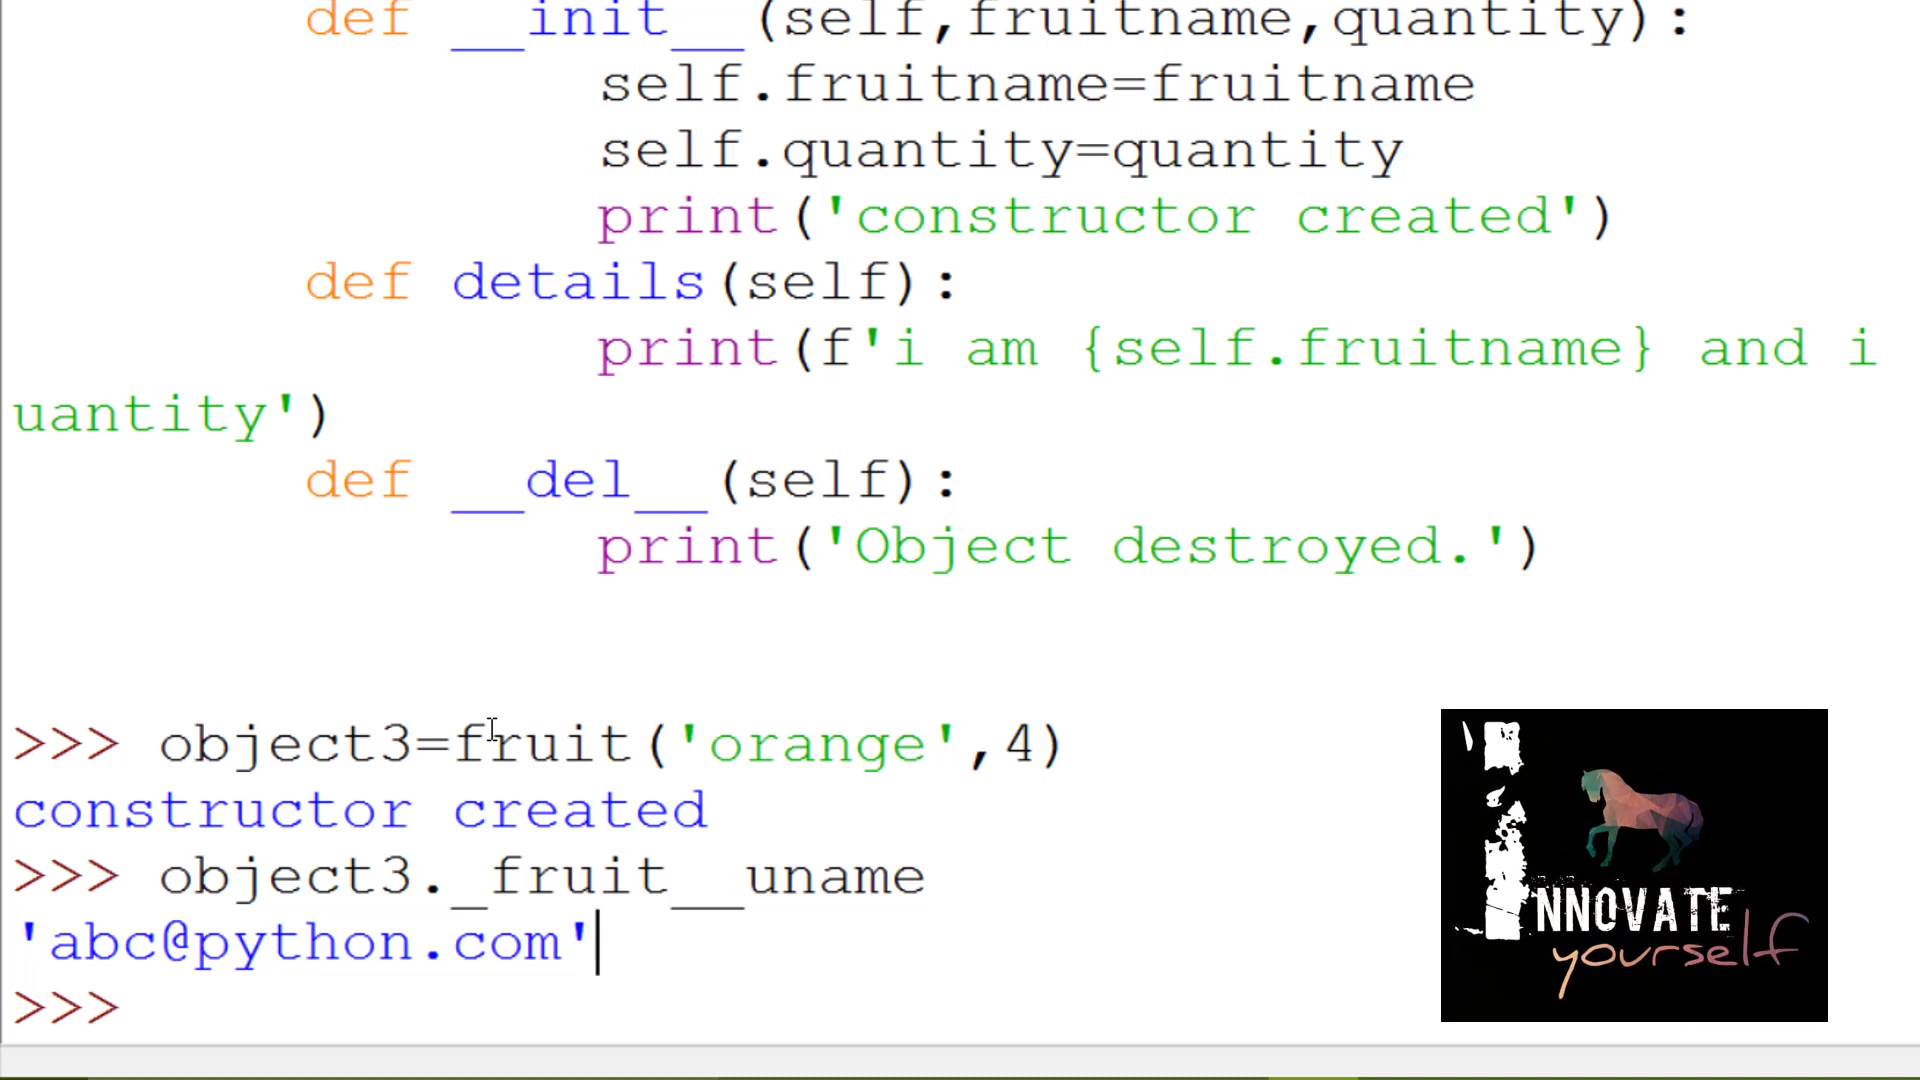 def __init__(self,fruitname,quantity):
self.fruitname=fruitname
self.quantity=quantity
print('constructor created')
def details(self):
print(f'i am {self.fruitname} and i
uantity')
def __del__(self):
print('Object destroyed.')
>>> object3=fruit('orange',4)
constructor created
>>> object3._fruit__uname
'abc@python.com'
>>>
INNOVATE
yourself